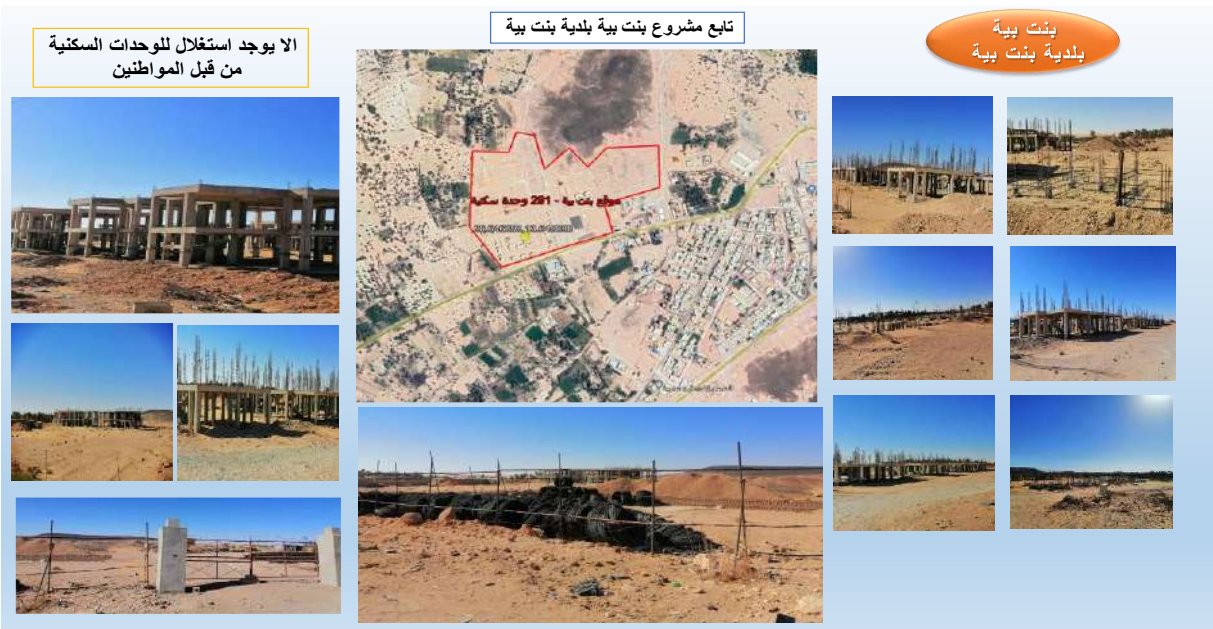 بنت بية
بلدية بنت بية
تابع مشروع بنت بية بلدية بنت بية
الا يوجد استغلال للوحدات السكنية
من قبل المواطنين
موقع بنت بية - 291 وحدة سكنية